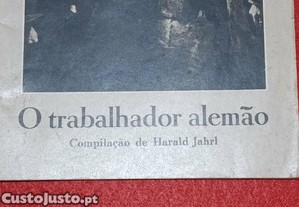 O trabalhador alemão
Compilação de Harald Jahrl
CustoJusto.pt